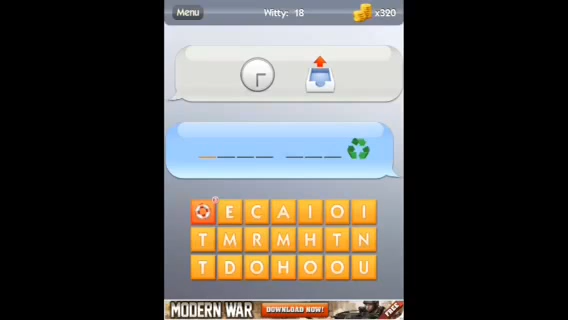 Menu Witty: 18 x320
E C A I O I
T M R M H T N
T D O H O O U
MODERN WAR DOWNLOAD NOW! FREE